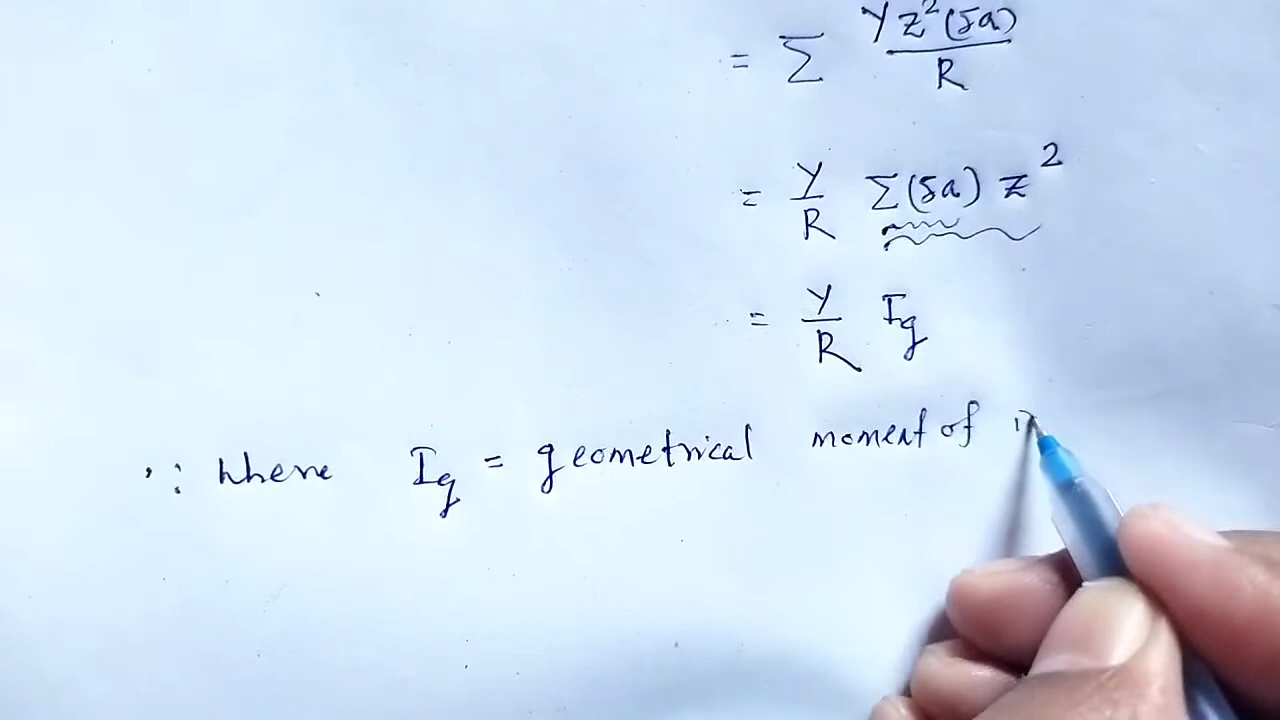 = Σ Yz²(δa)/R
= Y/R Σ(δa) z²
= Y/R Ig
∵ where Ig = geometrical moment of